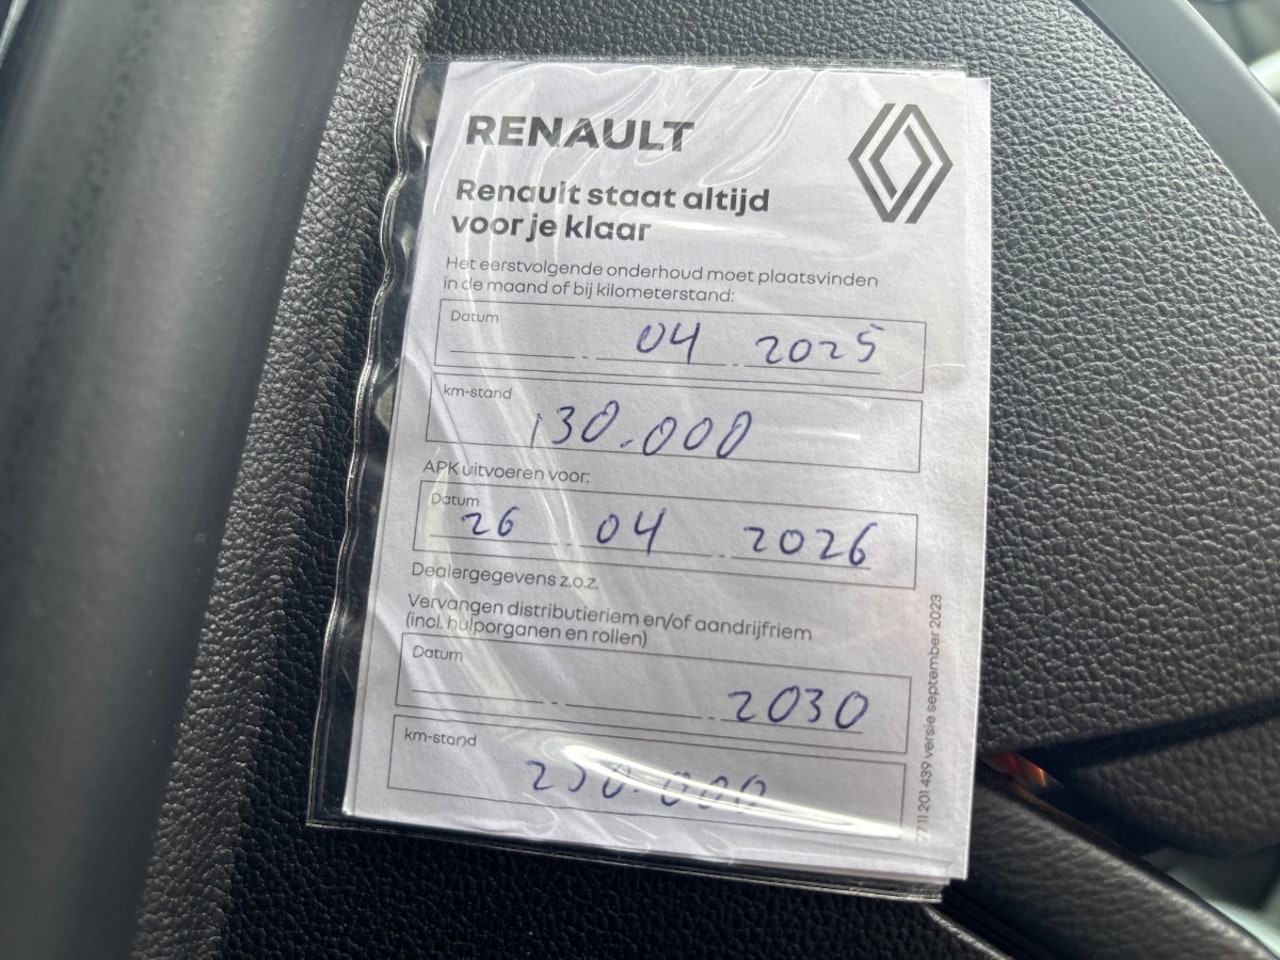 RENAULT
Renault staat altijd
voor je klaar
Het eerstvolgende onderhoud moet plaatsvinden
in de maand of bij kilometerstand:
Datum
04 2025
km-stand
130.000
APK uitvoeren voor:
Datum
26 04 2026
Dealergegevens z.o.z.
Vervangen distributieriem en/of aandrijfriem
(incl. hulporganen en rollen)
Datum
2030
km-stand
77 11 201 439 versie september 2023